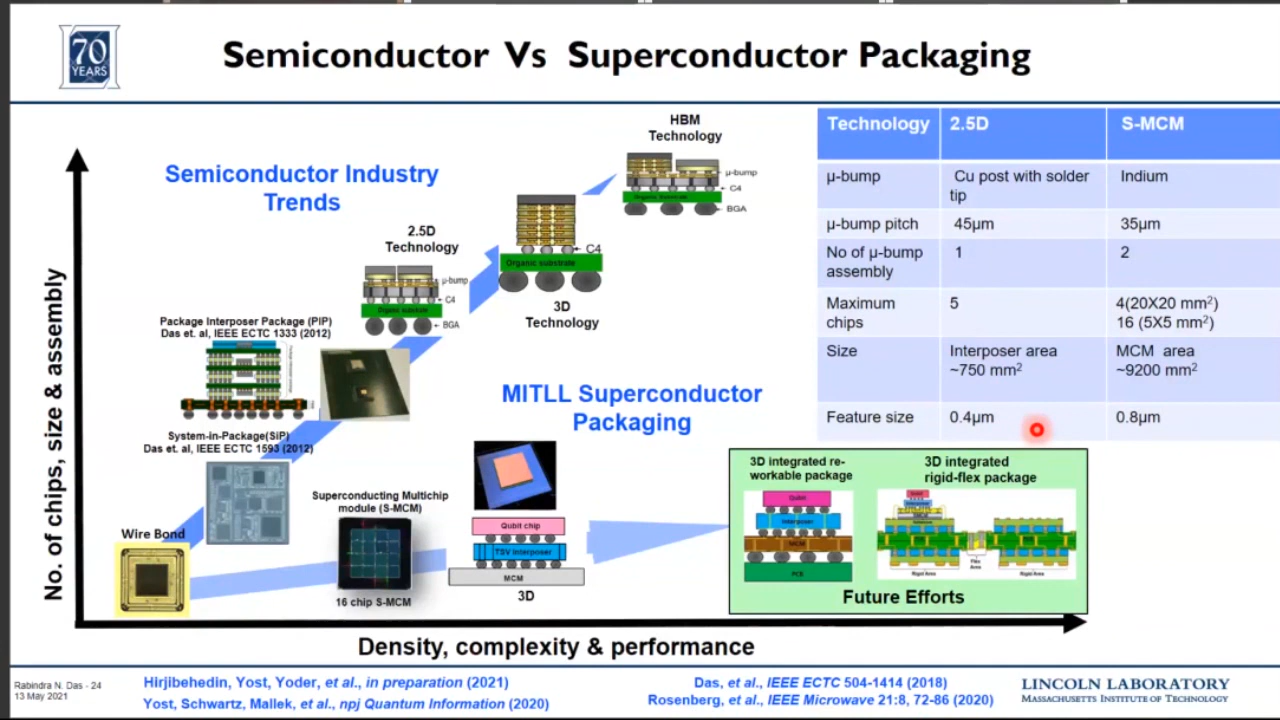 70
YEARS
Semiconductor Vs Superconductor Packaging
Semiconductor Industry
Trends
No. of chips, size & assembly
HBM
Technology
μ-bump
C4
Organic substrate
BGA
2.5D
Technology
μ-bump
C4
Organic substrate
BGA
C4
Organic substrate
3D
Technology
Package Interposer Package (PIP)
Das et. al, IEEE ECTC 1333 (2012)
System-in-Package(SiP)
Das et. al, IEEE ECTC 1593 (2012)
Wire Bond
MITLL Superconductor
Packaging
Superconducting Multichip
module (S-MCM)
16 chip S-MCM
Qubit chip
TSV Interposer
MCM
3D
Technology 2.5D S-MCM
μ-bump Cu post with solder Indium
tip
μ-bump pitch 45μm 35μm
No of μ-bump 1 2
assembly
Maximum 5 4(20X20 mm²)
chips 16 (5X5 mm²)
Size Interposer area MCM area
~750 mm² ~9200 mm²
Feature size 0.4μm 0.8μm
3D integrated re-
workable package
Qubit
Interposer
MCM
PCB
3D integrated
rigid-flex package
Rigid Area
Flex
Area
Rigid Area
Future Efforts
Density, complexity & performance
Rabindra N. Das - 24
13 May 2021
Hirjibehedin, Yost, Yoder, et al., in preparation (2021)
Yost, Schwartz, Mallek, et al., npj Quantum Information (2020)
Das, et al., IEEE ECTC 504-1414 (2018)
Rosenberg, et al., IEEE Microwave 21:8, 72-86 (2020)
LINCOLN LABORATORY
MASSACHUSETTS INSTITUTE OF TECHNOLOGY